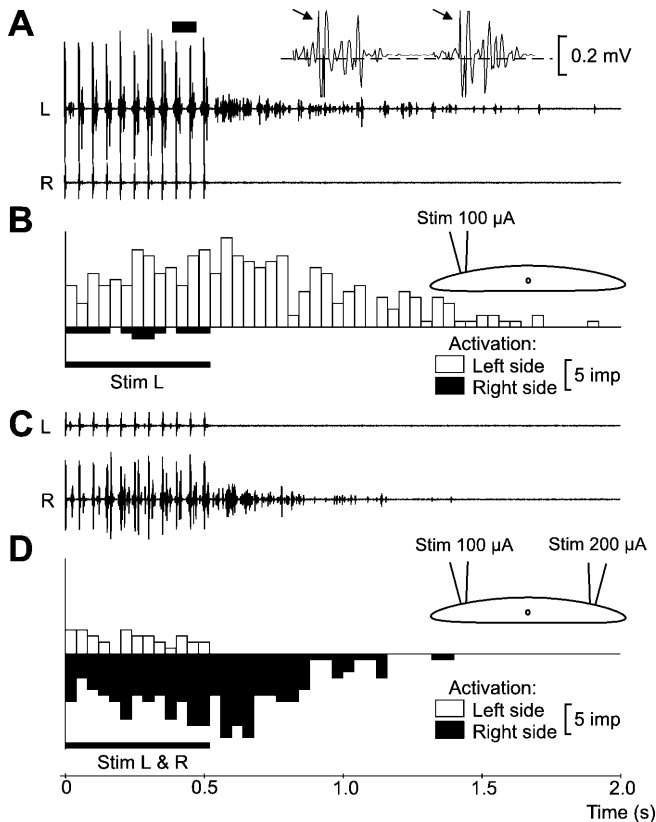 A
0.2 mV
L
R
B
Stim 100 µA
Activation:
Left side
Right side
5 imp
Stim L
C
L
R
D
Stim 100 µA
Stim 200 µA
Activation:
Left side
Right side
5 imp
Stim L & R
0 0.5 1.0 1.5 2.0
Time (s)